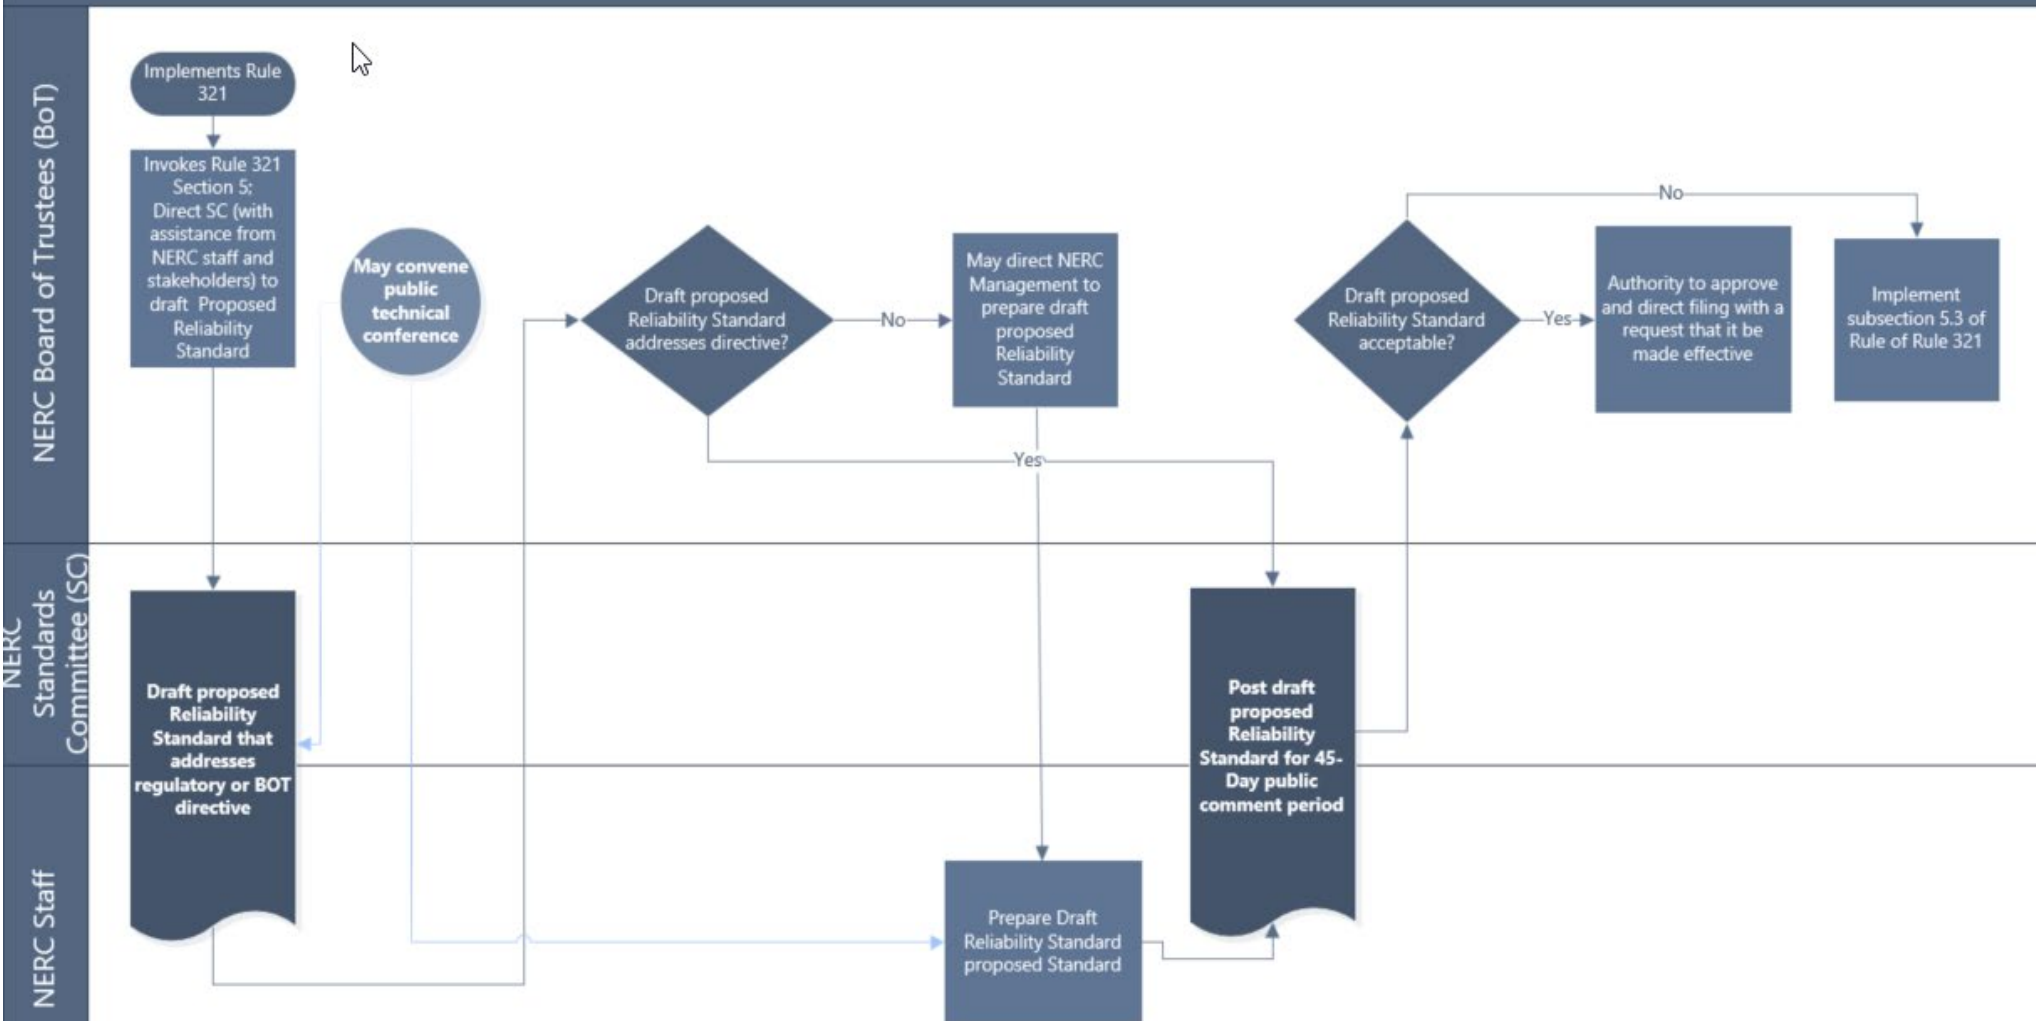 NERC Board of Trustees (BoT)
Implements Rule
321
Invokes Rule 321
Section 5;
Direct SC (with
assistance from
NERC staff and
stakeholders) to
draft Proposed
Reliability
Standard
May convene
public
technical
conference
Draft proposed
Reliability Standard
addresses directive?
No
May direct NERC
Management to
prepare draft
proposed
Reliability
Standard
Yes
Draft proposed
Reliability Standard
acceptable?
No
Yes
Authority to approve
and direct filing with a
request that it be
made effective
Implement
subsection 5.3 of
Rule of Rule 321
NERC
Standards
Committee (SC)
Draft proposed
Reliability
Standard that
addresses
regulatory or BOT
directive
Post draft
proposed
Reliability
Standard for 45-
Day public
comment period
NERC Staff
Prepare Draft
Reliability Standard
proposed Standard